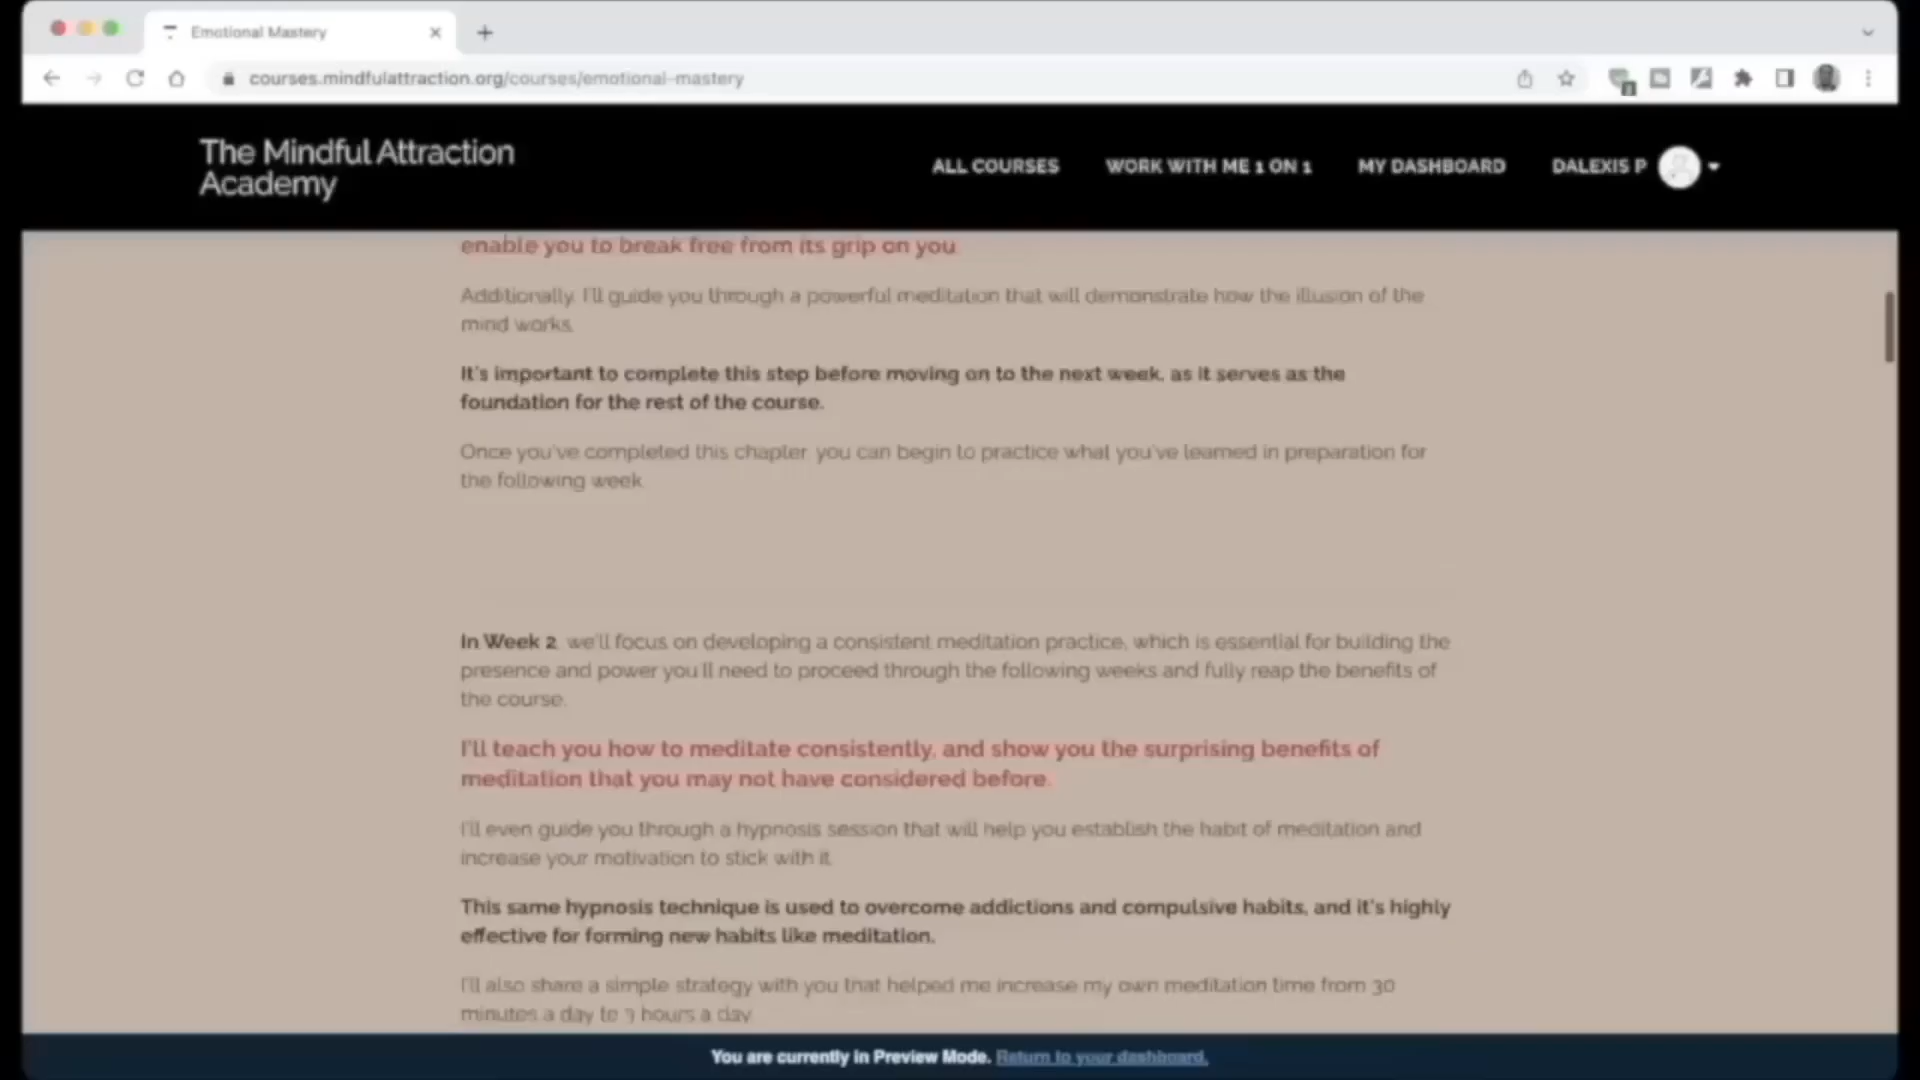 Emotional Mastery
courses.mindfulattraction.org/courses/emotional-mastery
The Mindful Attraction
Academy
ALL COURSES
WORK WITH ME 1 ON 1
MY DASHBOARD
DALEXIS P
enable you to break free from its grip on you.
Additionally, I'll guide you through a powerful meditation that will demonstrate how the illusion of the
mind works.
It's important to complete this step before moving on to the next week, as it serves as the
foundation for the rest of the course.
Once you've completed this chapter, you can begin to practice what you've learned in preparation for
the following week.
In Week 2, we'll focus on developing a consistent meditation practice, which is essential for building the
presence and power you'll need to proceed through the following weeks and fully reap the benefits of
the course.
I'll teach you how to meditate consistently, and show you the surprising benefits of
meditation that you may not have considered before.
I'll even guide you through a hypnosis session that will help you establish the habit of meditation and
increase your motivation to stick with it.
This same hypnosis technique is used to overcome addictions and compulsive habits, and it's highly
effective for forming new habits like meditation.
I'll also share a simple strategy with you that helped me increase my own meditation time from 30
minutes a day to 3 hours a day.
You are currently in Preview Mode. Return to your dashboard.